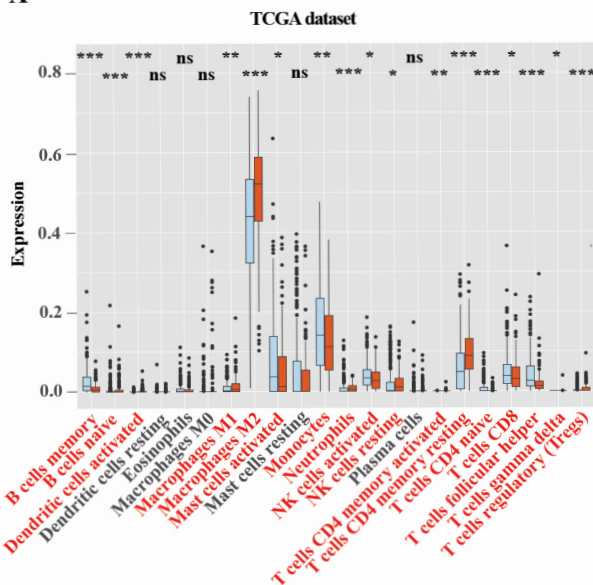 A
TCGA dataset
*** *** ns ** * ** * ns *** * *
*** ns ns *** ns *** * ** *** *** ***
0.8
0.6
0.4
0.2
0.0
Expression
B cells memory
B cells naive
Dendritic cells activated
Dendritic cells resting
Eosinophils
Macrophages M0
Macrophages M1
Macrophages M2
Mast cells activated
Mast cells resting
Monocytes
Neutrophils
NK cells activated
NK cells resting
Plasma cells
T cells CD4 memory activated
T cells CD4 memory resting
T cells CD4 naive
T cells CD8
T cells follicular helper
T cells gamma delta
T cells regulatory (Tregs)